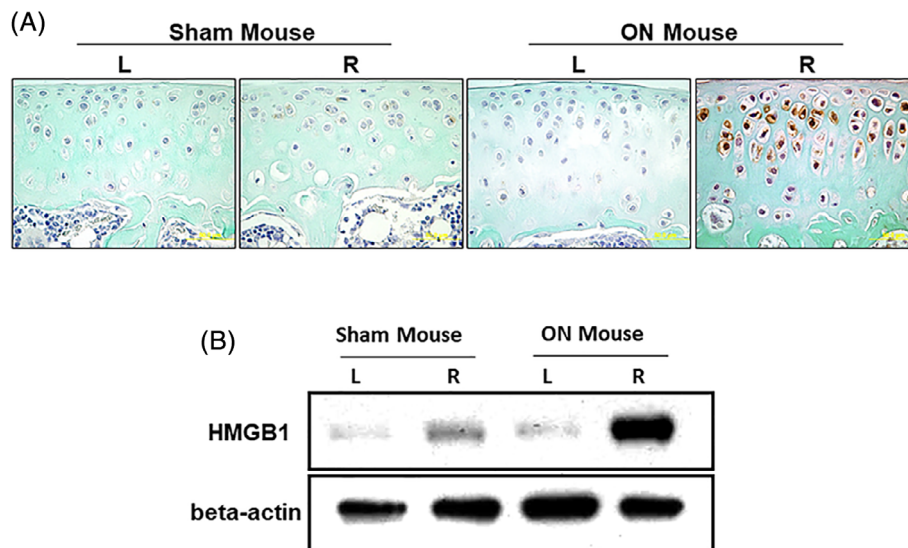 (A)
Sham Mouse ON Mouse
L R L R
(B)
Sham Mouse ON Mouse
L R L R
HMGB1
beta-actin